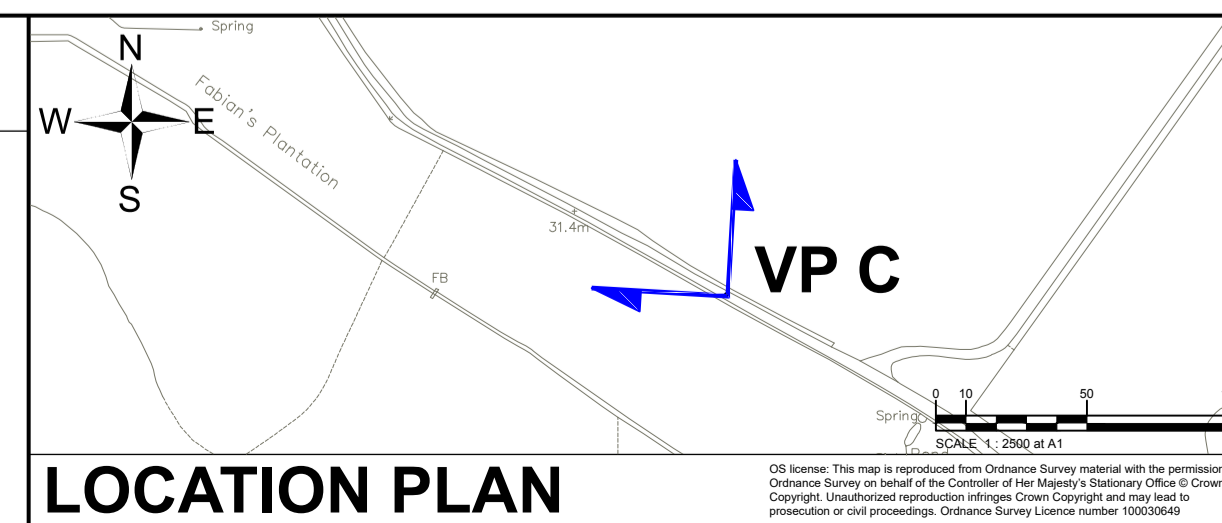 Spring
N
W E
S
Fabian's Plantation
31.4m
FB
VP C
0 10 50
Spring
SCALE 1 : 2500 at A1
LOCATION PLAN
OS license: This map is reproduced from Ordnance Survey material with the permission
Ordnance Survey on behalf of the Controller of Her Majesty's Stationary Office © Crown
Copyright. Unauthorized reproduction infringes Crown Copyright and may lead to
prosecution or civil proceedings. Ordnance Survey Licence number 100030649